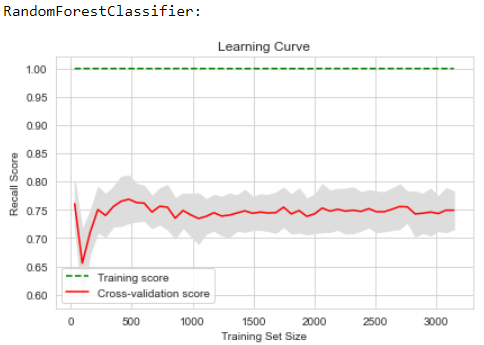 RandomForestClassifier:
Learning Curve
1.00
0.95
0.90
0.85
0.80
0.75
0.70
0.65
0.60
Recall Score
Training score
Cross-validation score
0 500 1000 1500 2000 2500 3000
Training Set Size